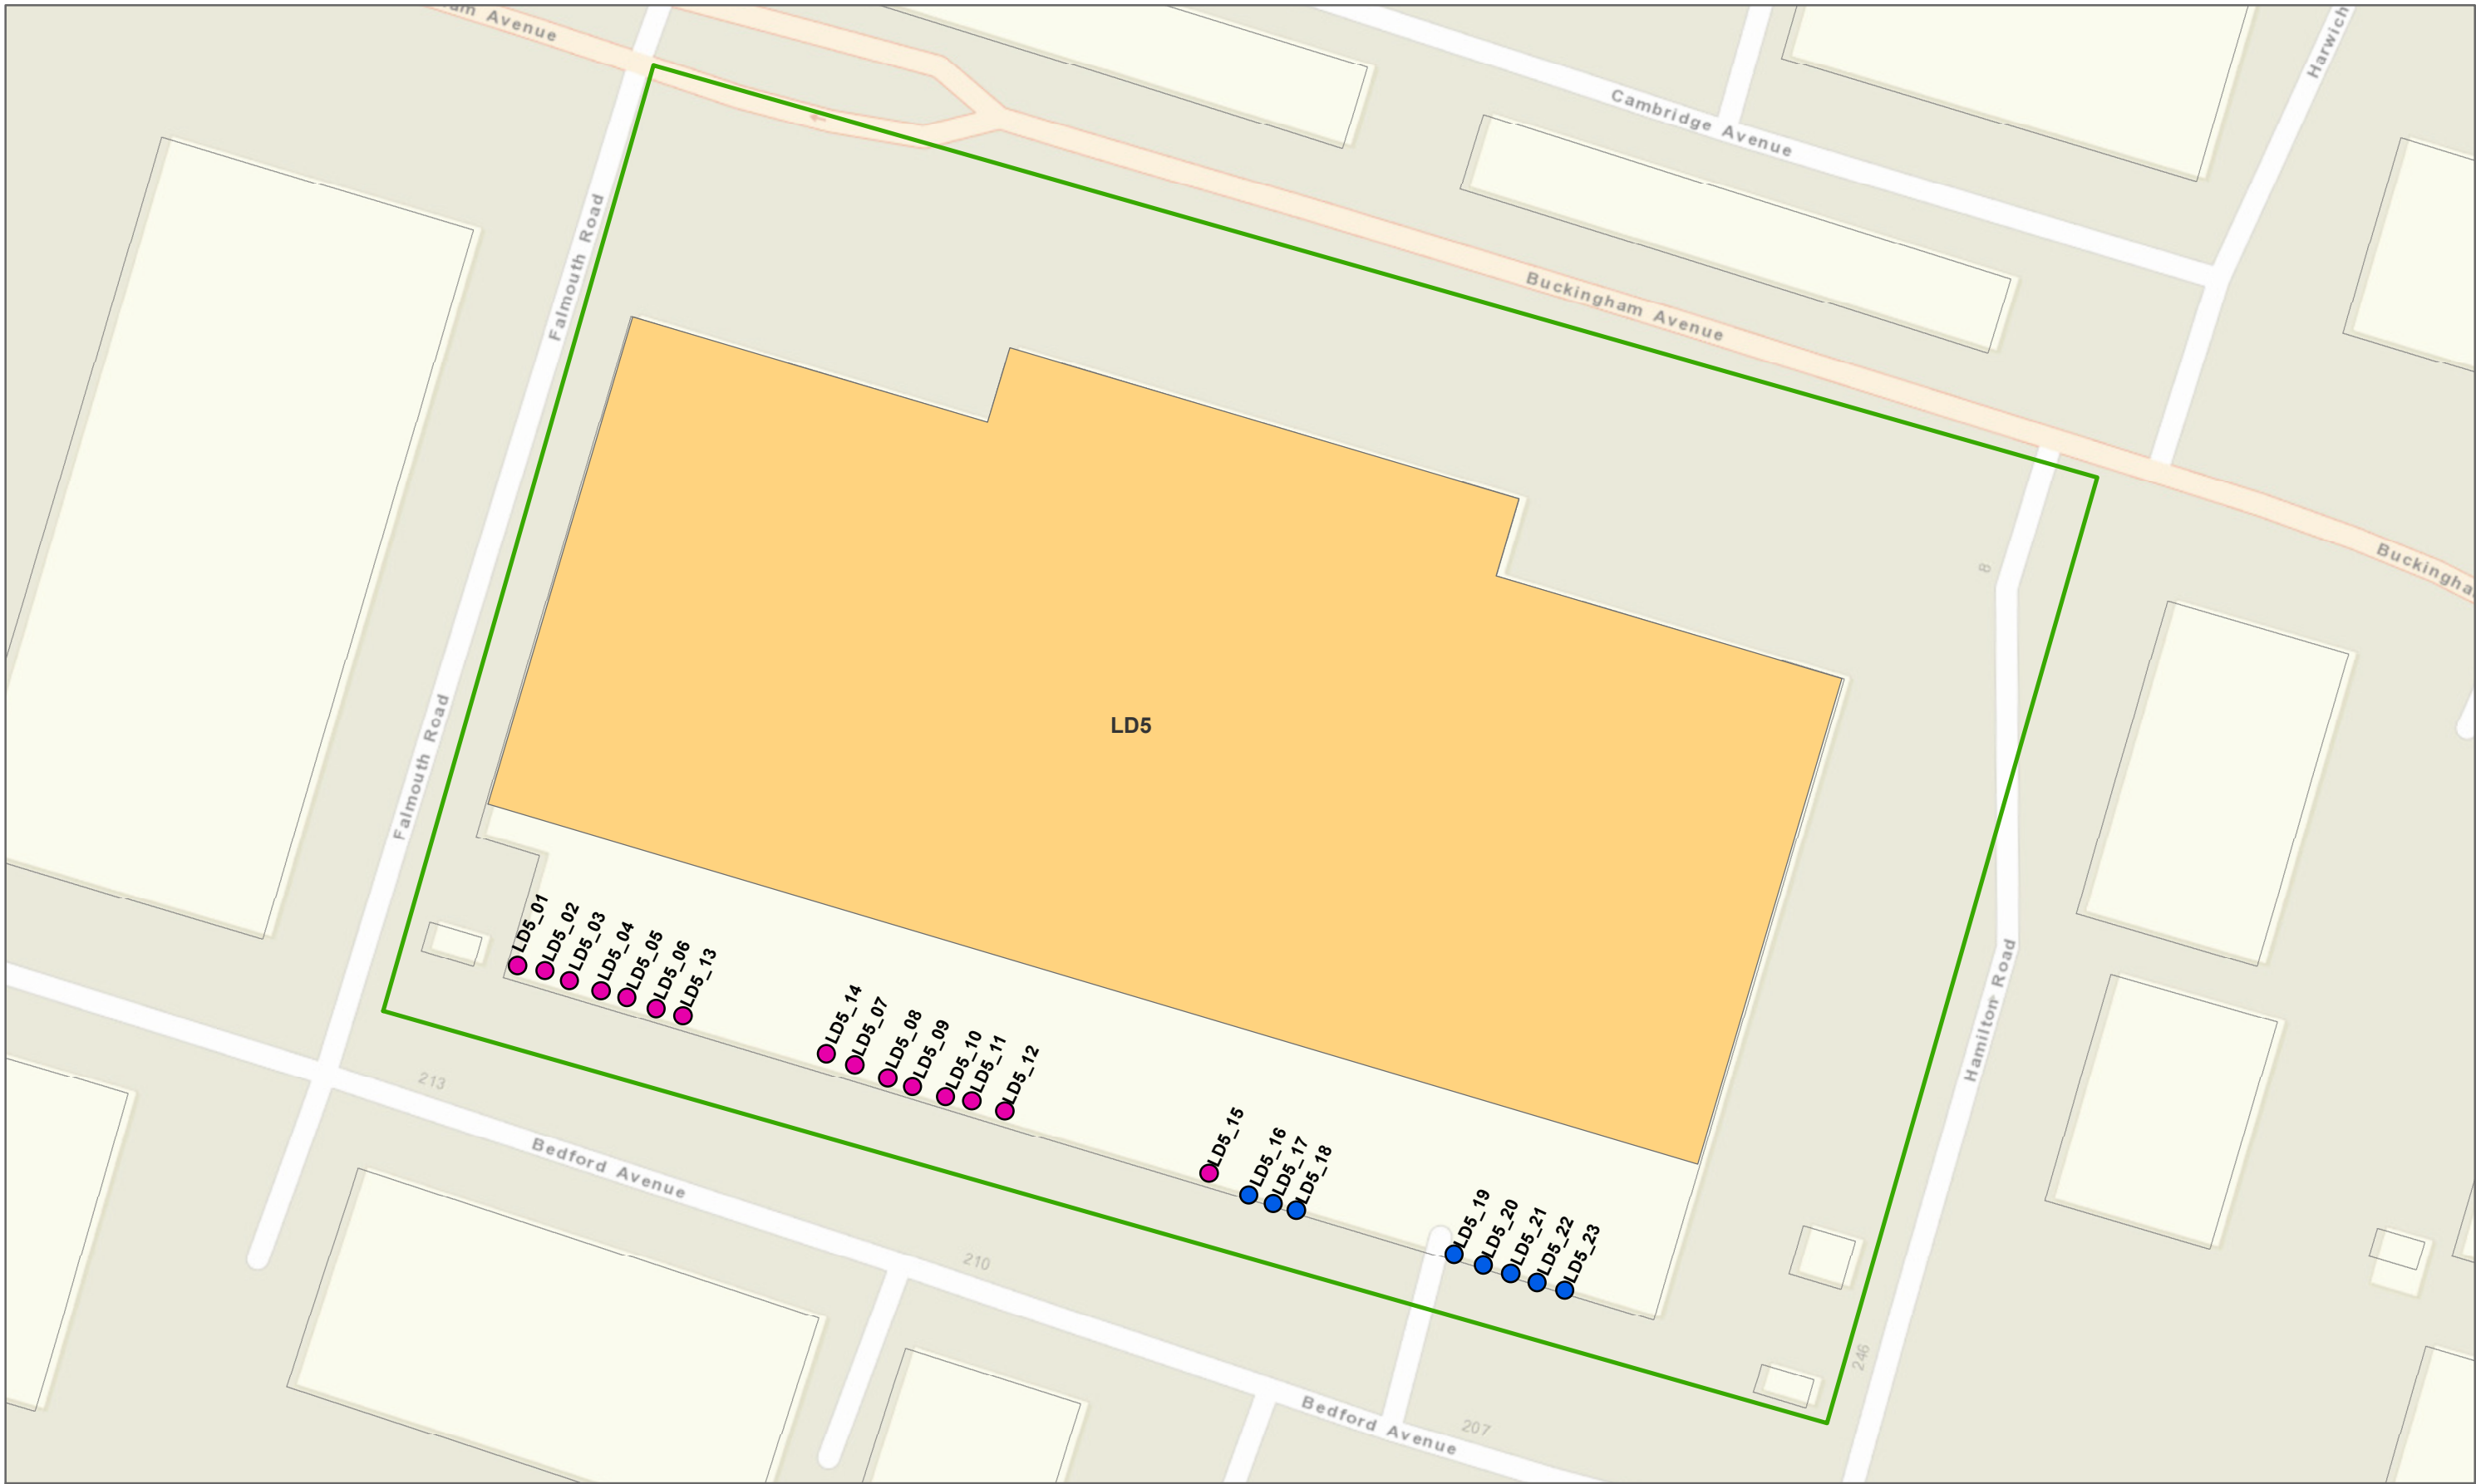 am Avenue
Harwich
Cambridge Avenue
Falmouth Road
Buckingham Avenue
Buckingha
8
LD5
Falmouth Road
LD5_01
LD5_02
LD5_03
LD5_04
LD5_05
LD5_06
LD5_13
LD5_14
LD5_07
LD5_08
LD5_09
LD5_10
LD5_11
LD5_12
Hamilton Road
213
Bedford Avenue
LD5_15
LD5_16
LD5_17
LD5_18
LD5_19
LD5_20
LD5_21
LD5_22
LD5_23
210
246
Bedford Avenue
207